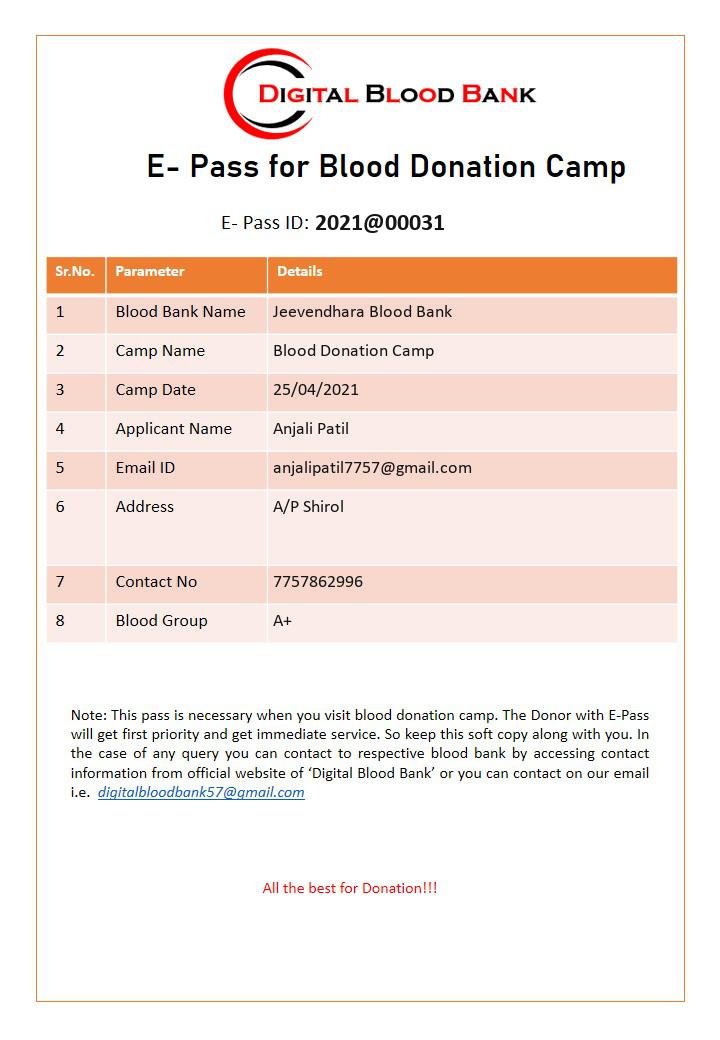 DIGITAL BLOOD BANK
E- Pass for Blood Donation Camp
E- Pass ID: 2021@00031
Sr.No. Parameter Details
1 Blood Bank Name Jeevendhara Blood Bank
2 Camp Name Blood Donation Camp
3 Camp Date 25/04/2021
4 Applicant Name Anjali Patil
5 Email ID anjalipatil7757@gmail.com
6 Address A/P Shirol
7 Contact No 7757862996
8 Blood Group A+
Note: This pass is necessary when you visit blood donation camp. The Donor with E-Pass
will get first priority and get immediate service. So keep this soft copy along with you. In
the case of any query you can contact to respective blood bank by accessing contact
information from official website of ‘Digital Blood Bank’ or you can contact on our email
i.e. digitalbloodbank57@gmail.com
All the best for Donation!!!